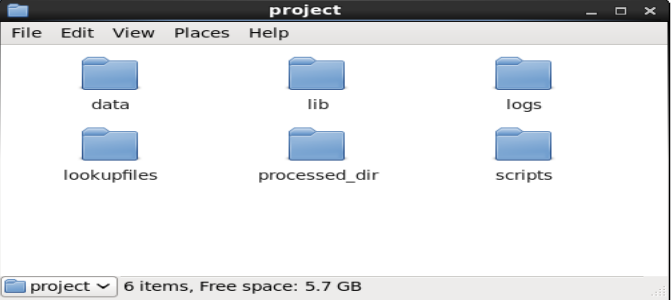 project
File Edit View Places Help
data lib logs
lookupfiles processed_dir scripts
project 6 items, Free space: 5.7 GB